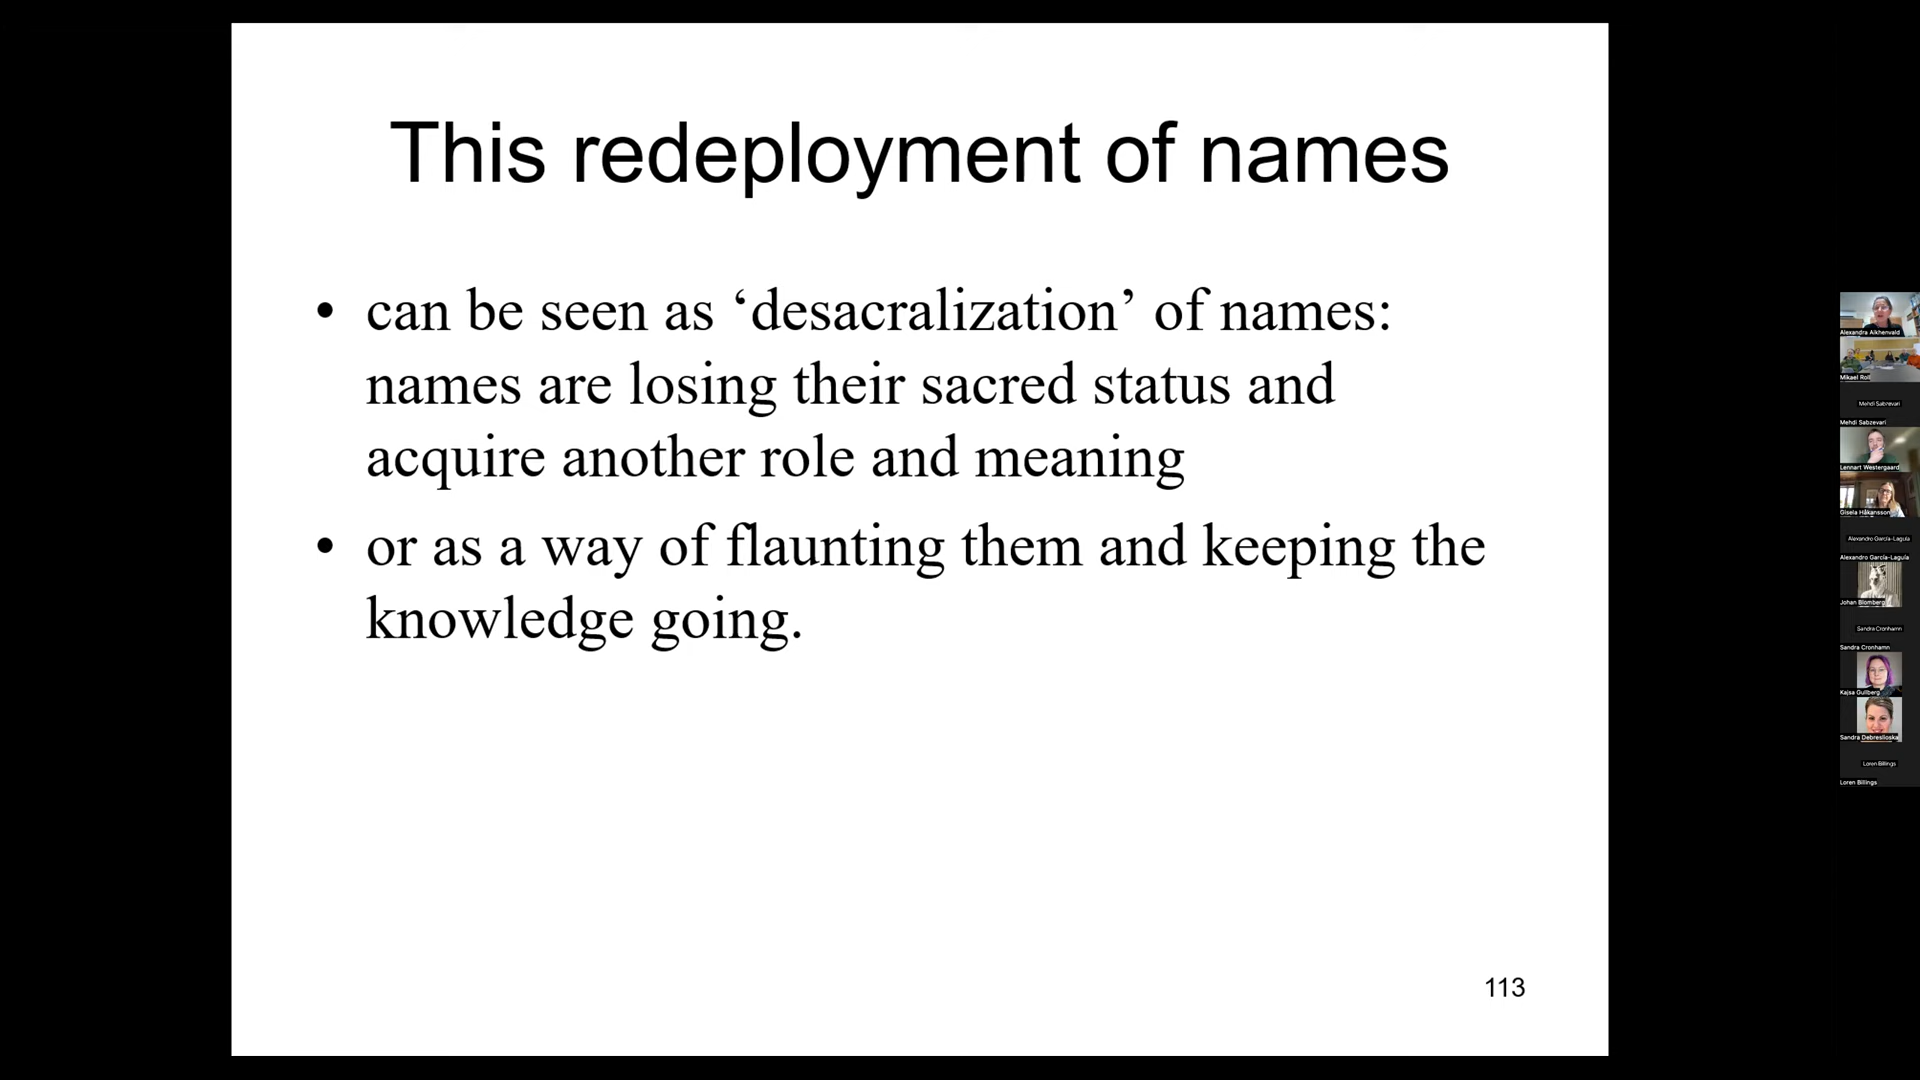 This redeployment of names
• can be seen as ‘desacralization’ of names:
names are losing their sacred status and
acquire another role and meaning
• or as a way of flaunting them and keeping the
knowledge going.
113
Alexandra Aikhenvald
Mikael Roll
Mehdi Sabzevari
Mehdi Sabzevari
Lennart Westergaard
Gisela Håkansson
Alexandro García-Laguía
Alexandro García-Laguía
Johan Blomberg
Sandra Cronhamn
Sandra Cronhamn
Kajsa Gullberg
Sandra Debreslioska
Loren Billings
Loren Billings